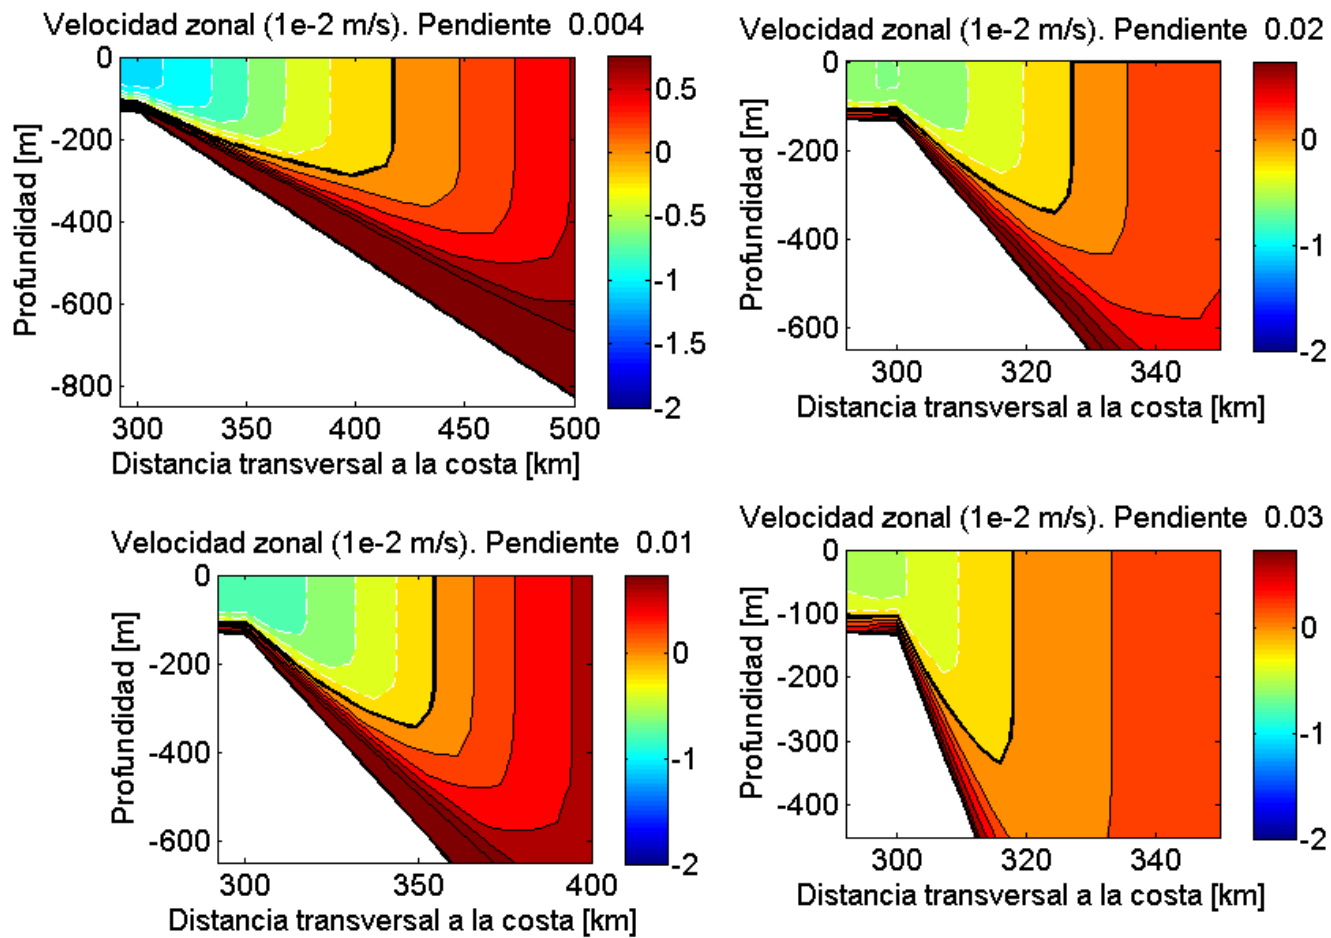 Velocidad zonal (1e-2 m/s). Pendiente 0.004
0
-200
-400
-600
-800
Profundidad [m]
300 350 400 450 500
Distancia transversal a la costa [km]
0.5
0
-0.5
-1
-1.5
-2
Velocidad zonal (1e-2 m/s). Pendiente 0.02
0
-200
-400
-600
Profundidad [m]
300 320 340
Distancia transversal a la costa [km]
0
-1
-2
Velocidad zonal (1e-2 m/s). Pendiente 0.01
0
-200
-400
-600
Profundidad [m]
300 350 400
Distancia transversal a la costa [km]
0
-1
-2
Velocidad zonal (1e-2 m/s). Pendiente 0.03
0
-100
-200
-300
-400
Profundidad [m]
300 320 340
Distancia transversal a la costa [km]
0
-1
-2